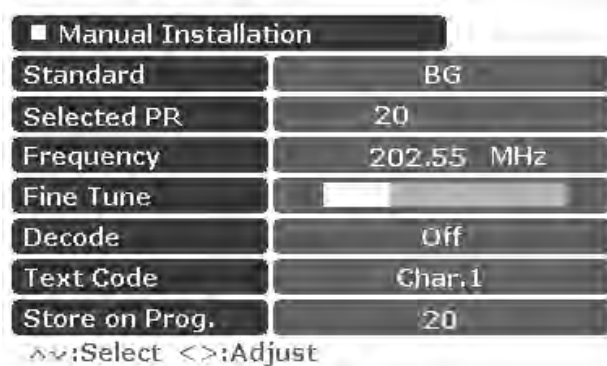 Manual Installation
Standard BG
Selected PR 20
Frequency 202.55 MHz
Fine Tune
Decode Off
Text Code Char.1
Store on Prog. 20
∧∨:Select <>:Adjust